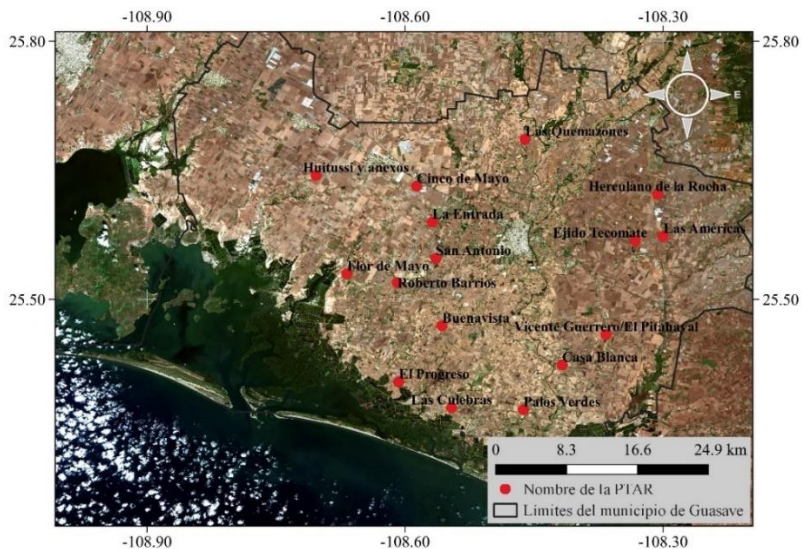 -108.90 -108.60 -108.30
25.80 25.80
N
E
S
Las Quemazones
Huitussi y anexos
Cinco de Mayo
Herculano de la Rocha
La Entrada
Ejido Tecomate Las Américas
San Antonio
Flor de Mayo
Roberto Barrios
25.50 25.50
Buenavista
Vicente Guerrero/El Pitahayal
Casa Blanca
El Progreso
Las Culebras
Palos Verdes
0 8.3 16.6 24.9 km
Nombre de la PTAR
Límites del municipio de Guasave
-108.90 -108.60 -108.30